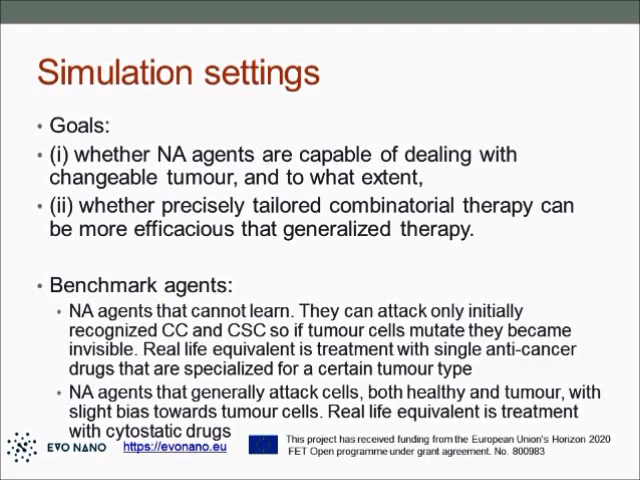 Simulation settings
• Goals:
• (i) whether NA agents are capable of dealing with
changeable tumour, and to what extent,
• (ii) whether precisely tailored combinatorial therapy can
be more efficacious that generalized therapy.
• Benchmark agents:
• NA agents that cannot learn. They can attack only initially
recognized CC and CSC so if tumour cells mutate they became
invisible. Real life equivalent is treatment with single anti-cancer
drugs that are specialized for a certain tumour type
• NA agents that generally attack cells, both healthy and tumour, with
slight bias towards tumour cells. Real life equivalent is treatment
with cytostatic drugs
EVO NANO
https://evonano.eu
This project has received funding from the European Union's Horizon 2020
FET Open programme under grant agreement. No. 800983